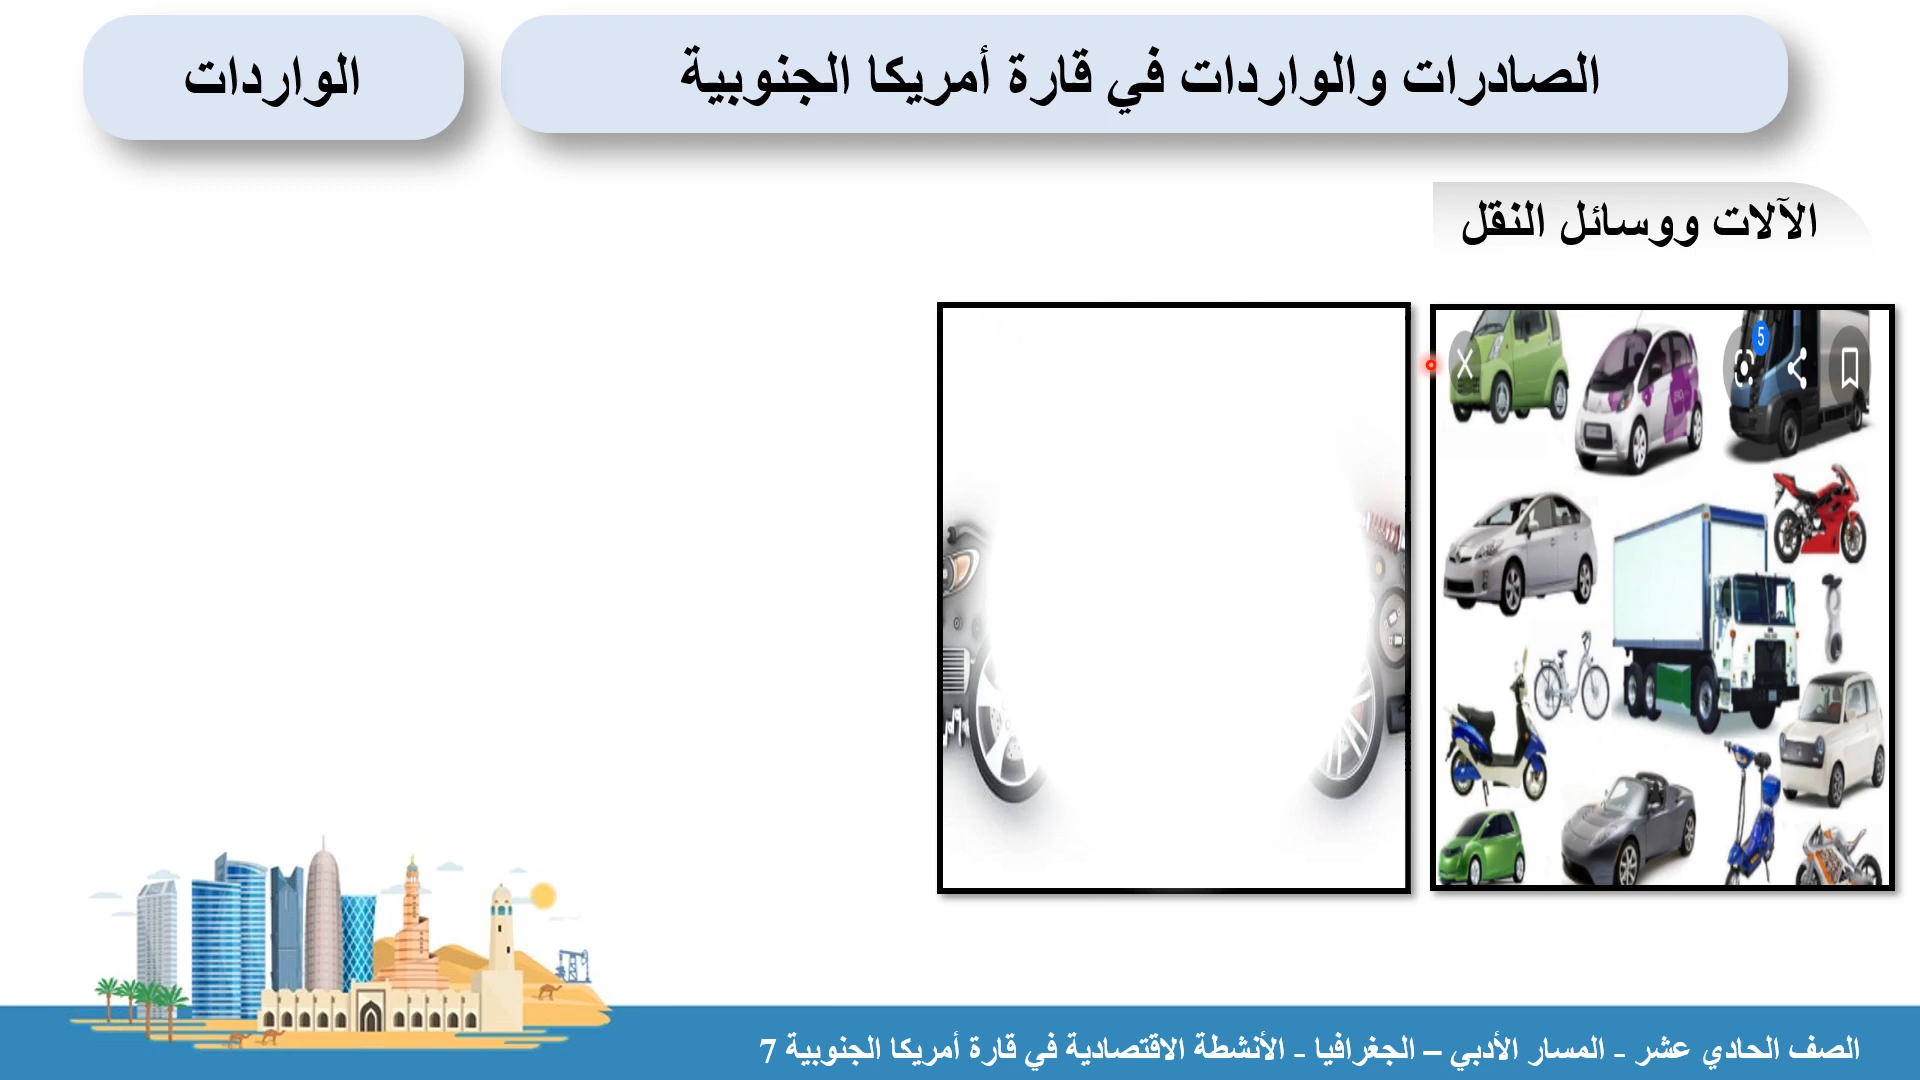 الصادرات والواردات في قارة أمريكا الجنوبية
الواردات
الآلات ووسائل النقل
5
الصف الحادي عشر - المسار الأدبي – الجغرافيا - الأنشطة الاقتصادية في قارة أمريكا الجنوبية 7